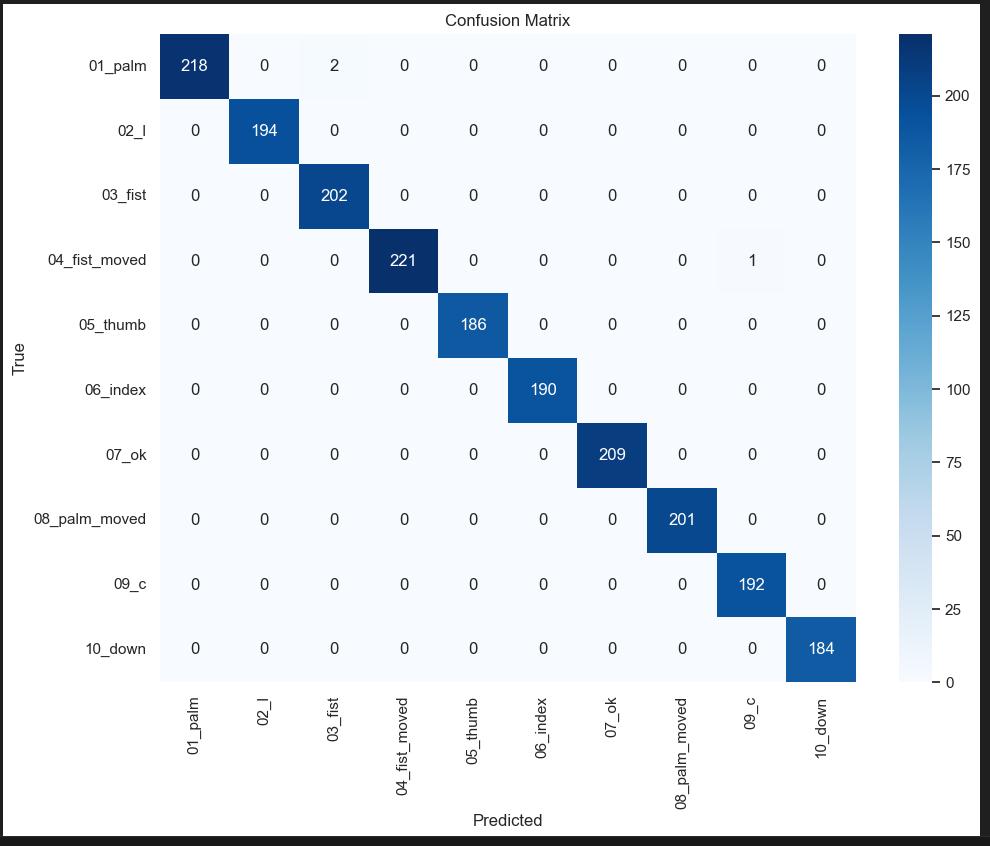 Confusion Matrix
01_palm 218 0 2 0 0 0 0 0 0 0
02_l 0 194 0 0 0 0 0 0 0 0
03_fist 0 0 202 0 0 0 0 0 0 0
04_fist_moved 0 0 0 221 0 0 0 0 1 0
05_thumb 0 0 0 0 186 0 0 0 0 0
06_index 0 0 0 0 0 190 0 0 0 0
07_ok 0 0 0 0 0 0 209 0 0 0
08_palm_moved 0 0 0 0 0 0 0 201 0 0
09_c 0 0 0 0 0 0 0 0 192 0
10_down 0 0 0 0 0 0 0 0 0 184
True
01_palm 02_l 03_fist 04_fist_moved 05_thumb 06_index 07_ok 08_palm_moved 09_c 10_down
Predicted
200
175
150
125
100
75
50
25
0